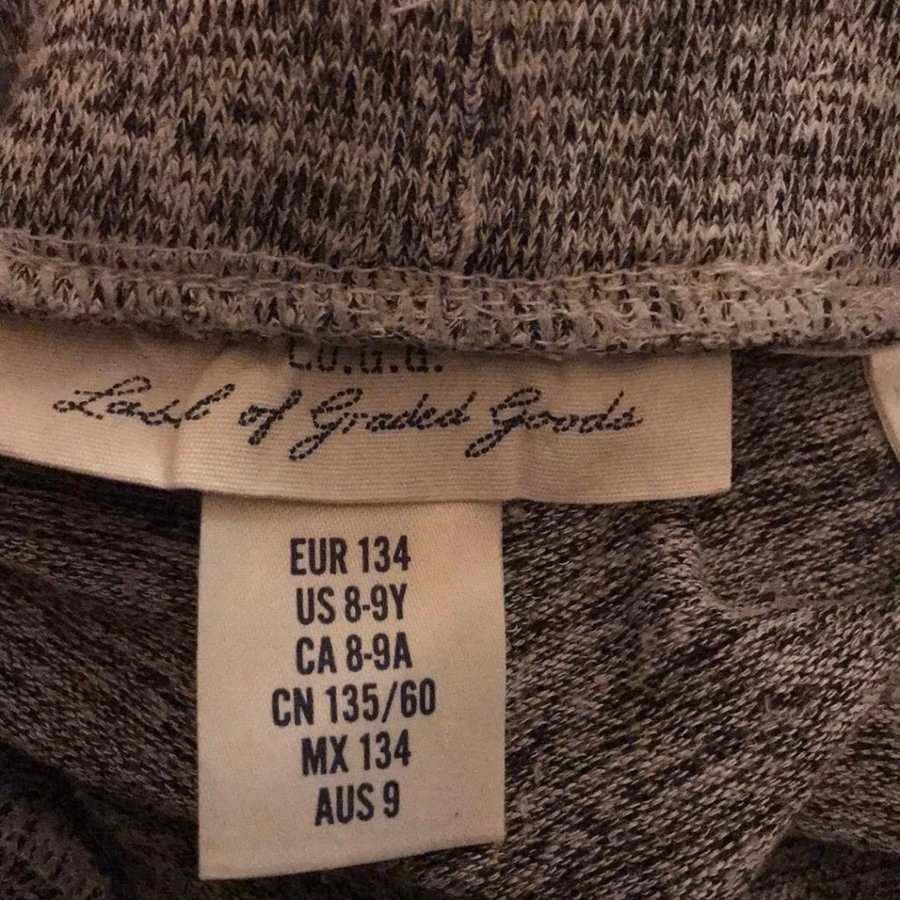 L.O.G.G.
Label of Graded Goods
EUR 134
US 8-9Y
CA 8-9A
CN 135/60
MX 134
AUS 9